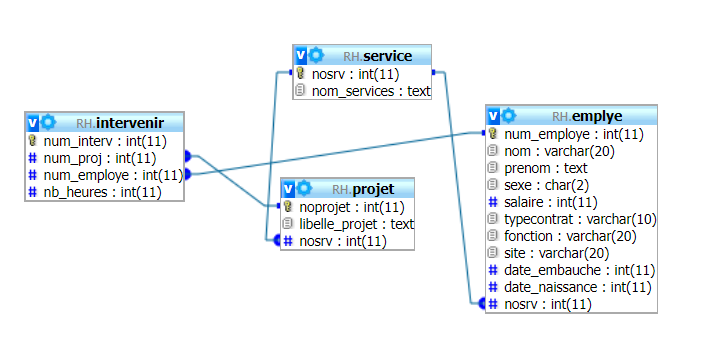 RH.service
nosrv : int(11)
nom_services : text
RH.intervenir
num_interv : int(11)
num_proj : int(11)
num_employe : int(11)
nb_heures : int(11)
RH.projet
noprojet : int(11)
libelle_projet : text
nosrv : int(11)
RH.emplye
num_employe : int(11)
nom : varchar(20)
prenom : text
sexe : char(2)
salaire : int(11)
typecontrat : varchar(10)
fonction : varchar(20)
site : varchar(20)
date_embauche : int(11)
date_naissance : int(11)
nosrv : int(11)